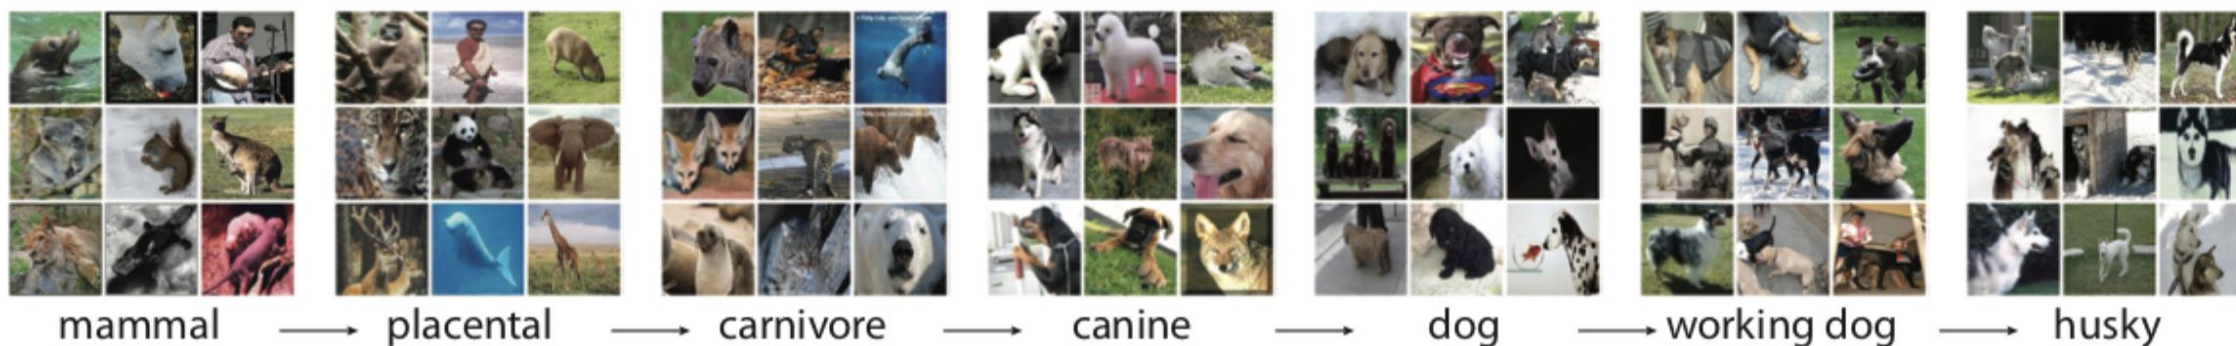 mammal → placental → carnivore → canine → dog → working dog → husky